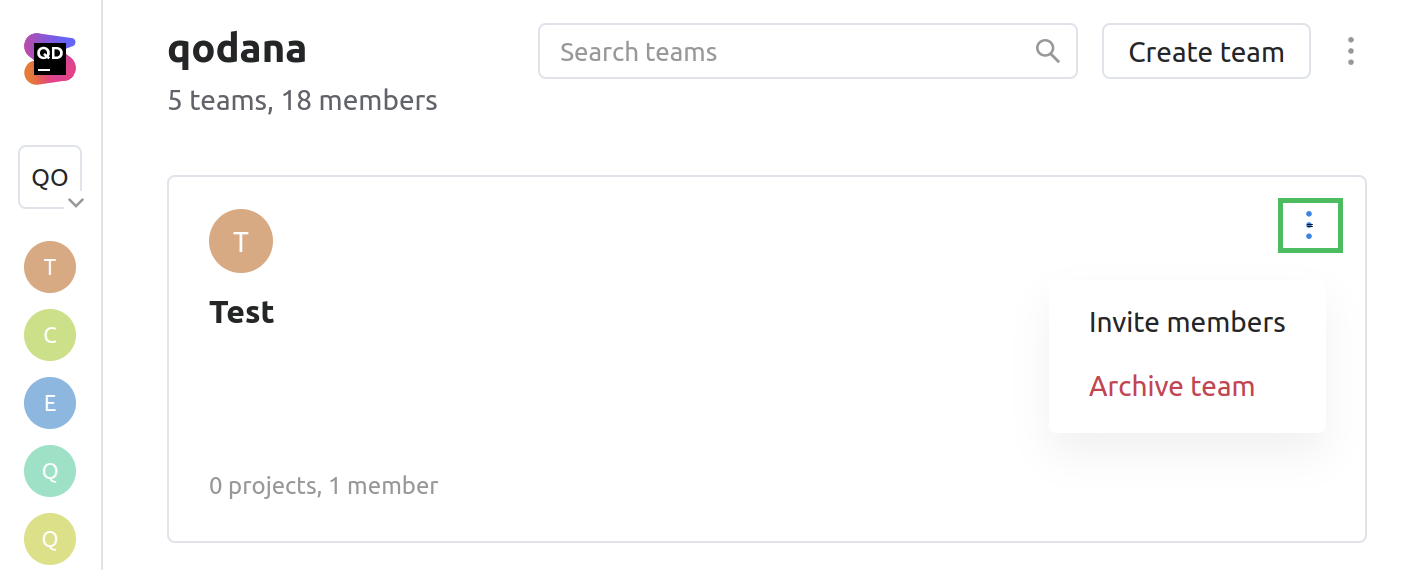 QD
QO
T
C
E
Q
Q
qodana
5 teams, 18 members
Search teams
Create team
T
Test
Invite members
Archive team
0 projects, 1 member